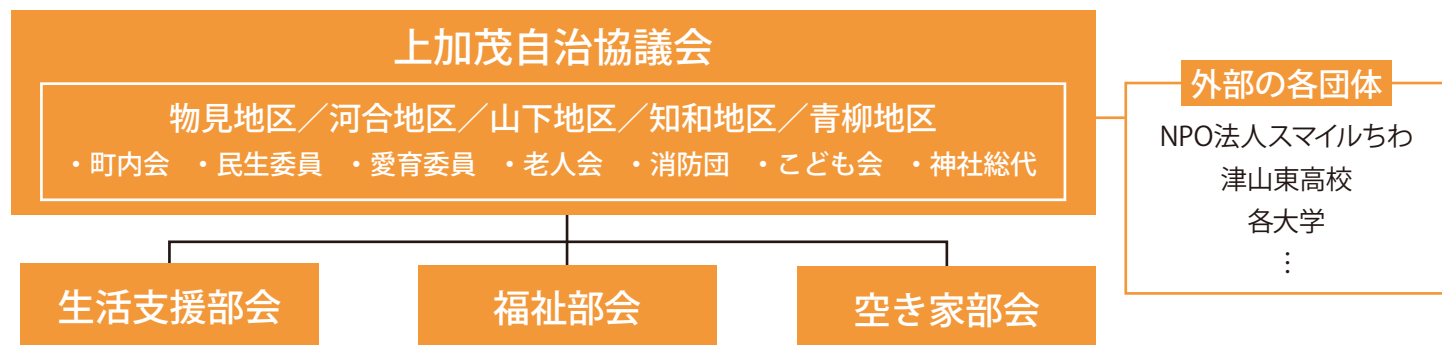 上加茂自治協議会
物見地区／河合地区／山下地区／知和地区／青柳地区
・町内会 ・民生委員 ・愛育委員 ・老人会 ・消防団 ・こども会 ・神社総代
外部の各団体
NPO法人スマイルちわ
津山東高校
各大学
⋮
生活支援部会
福祉部会
空き家部会